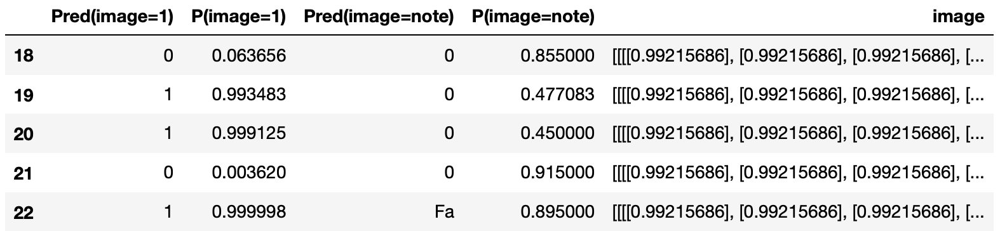 Pred(image=1) P(image=1) Pred(image=note) P(image=note) image
18 0 0.063656 0 0.855000 [[[[0.99215686], [0.99215686], [0.99215686], [...
19 1 0.993483 0 0.477083 [[[[0.99215686], [0.99215686], [0.99215686], [...
20 1 0.999125 0 0.450000 [[[[0.99215686], [0.99215686], [0.99215686], [...
21 0 0.003620 0 0.915000 [[[[0.99215686], [0.99215686], [0.99215686], [...
22 1 0.999998 Fa 0.895000 [[[[0.99215686], [0.99215686], [0.99215686], [...